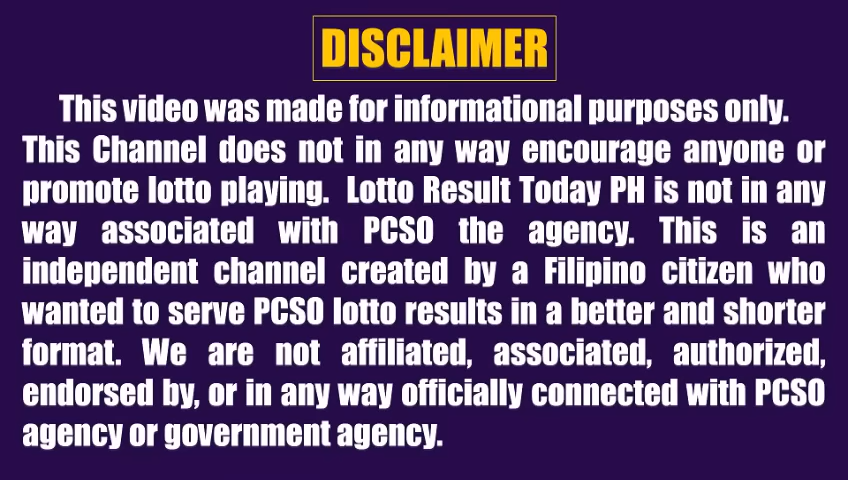 DISCLAIMER
This video was made for informational purposes only.
This Channel does not in any way encourage anyone or
promote lotto playing. Lotto Result Today PH is not in any
way associated with PCSO the agency. This is an
independent channel created by a Filipino citizen who
wanted to serve PCSO lotto results in a better and shorter
format. We are not affiliated, associated, authorized,
endorsed by, or in any way officially connected with PCSO
agency or government agency.